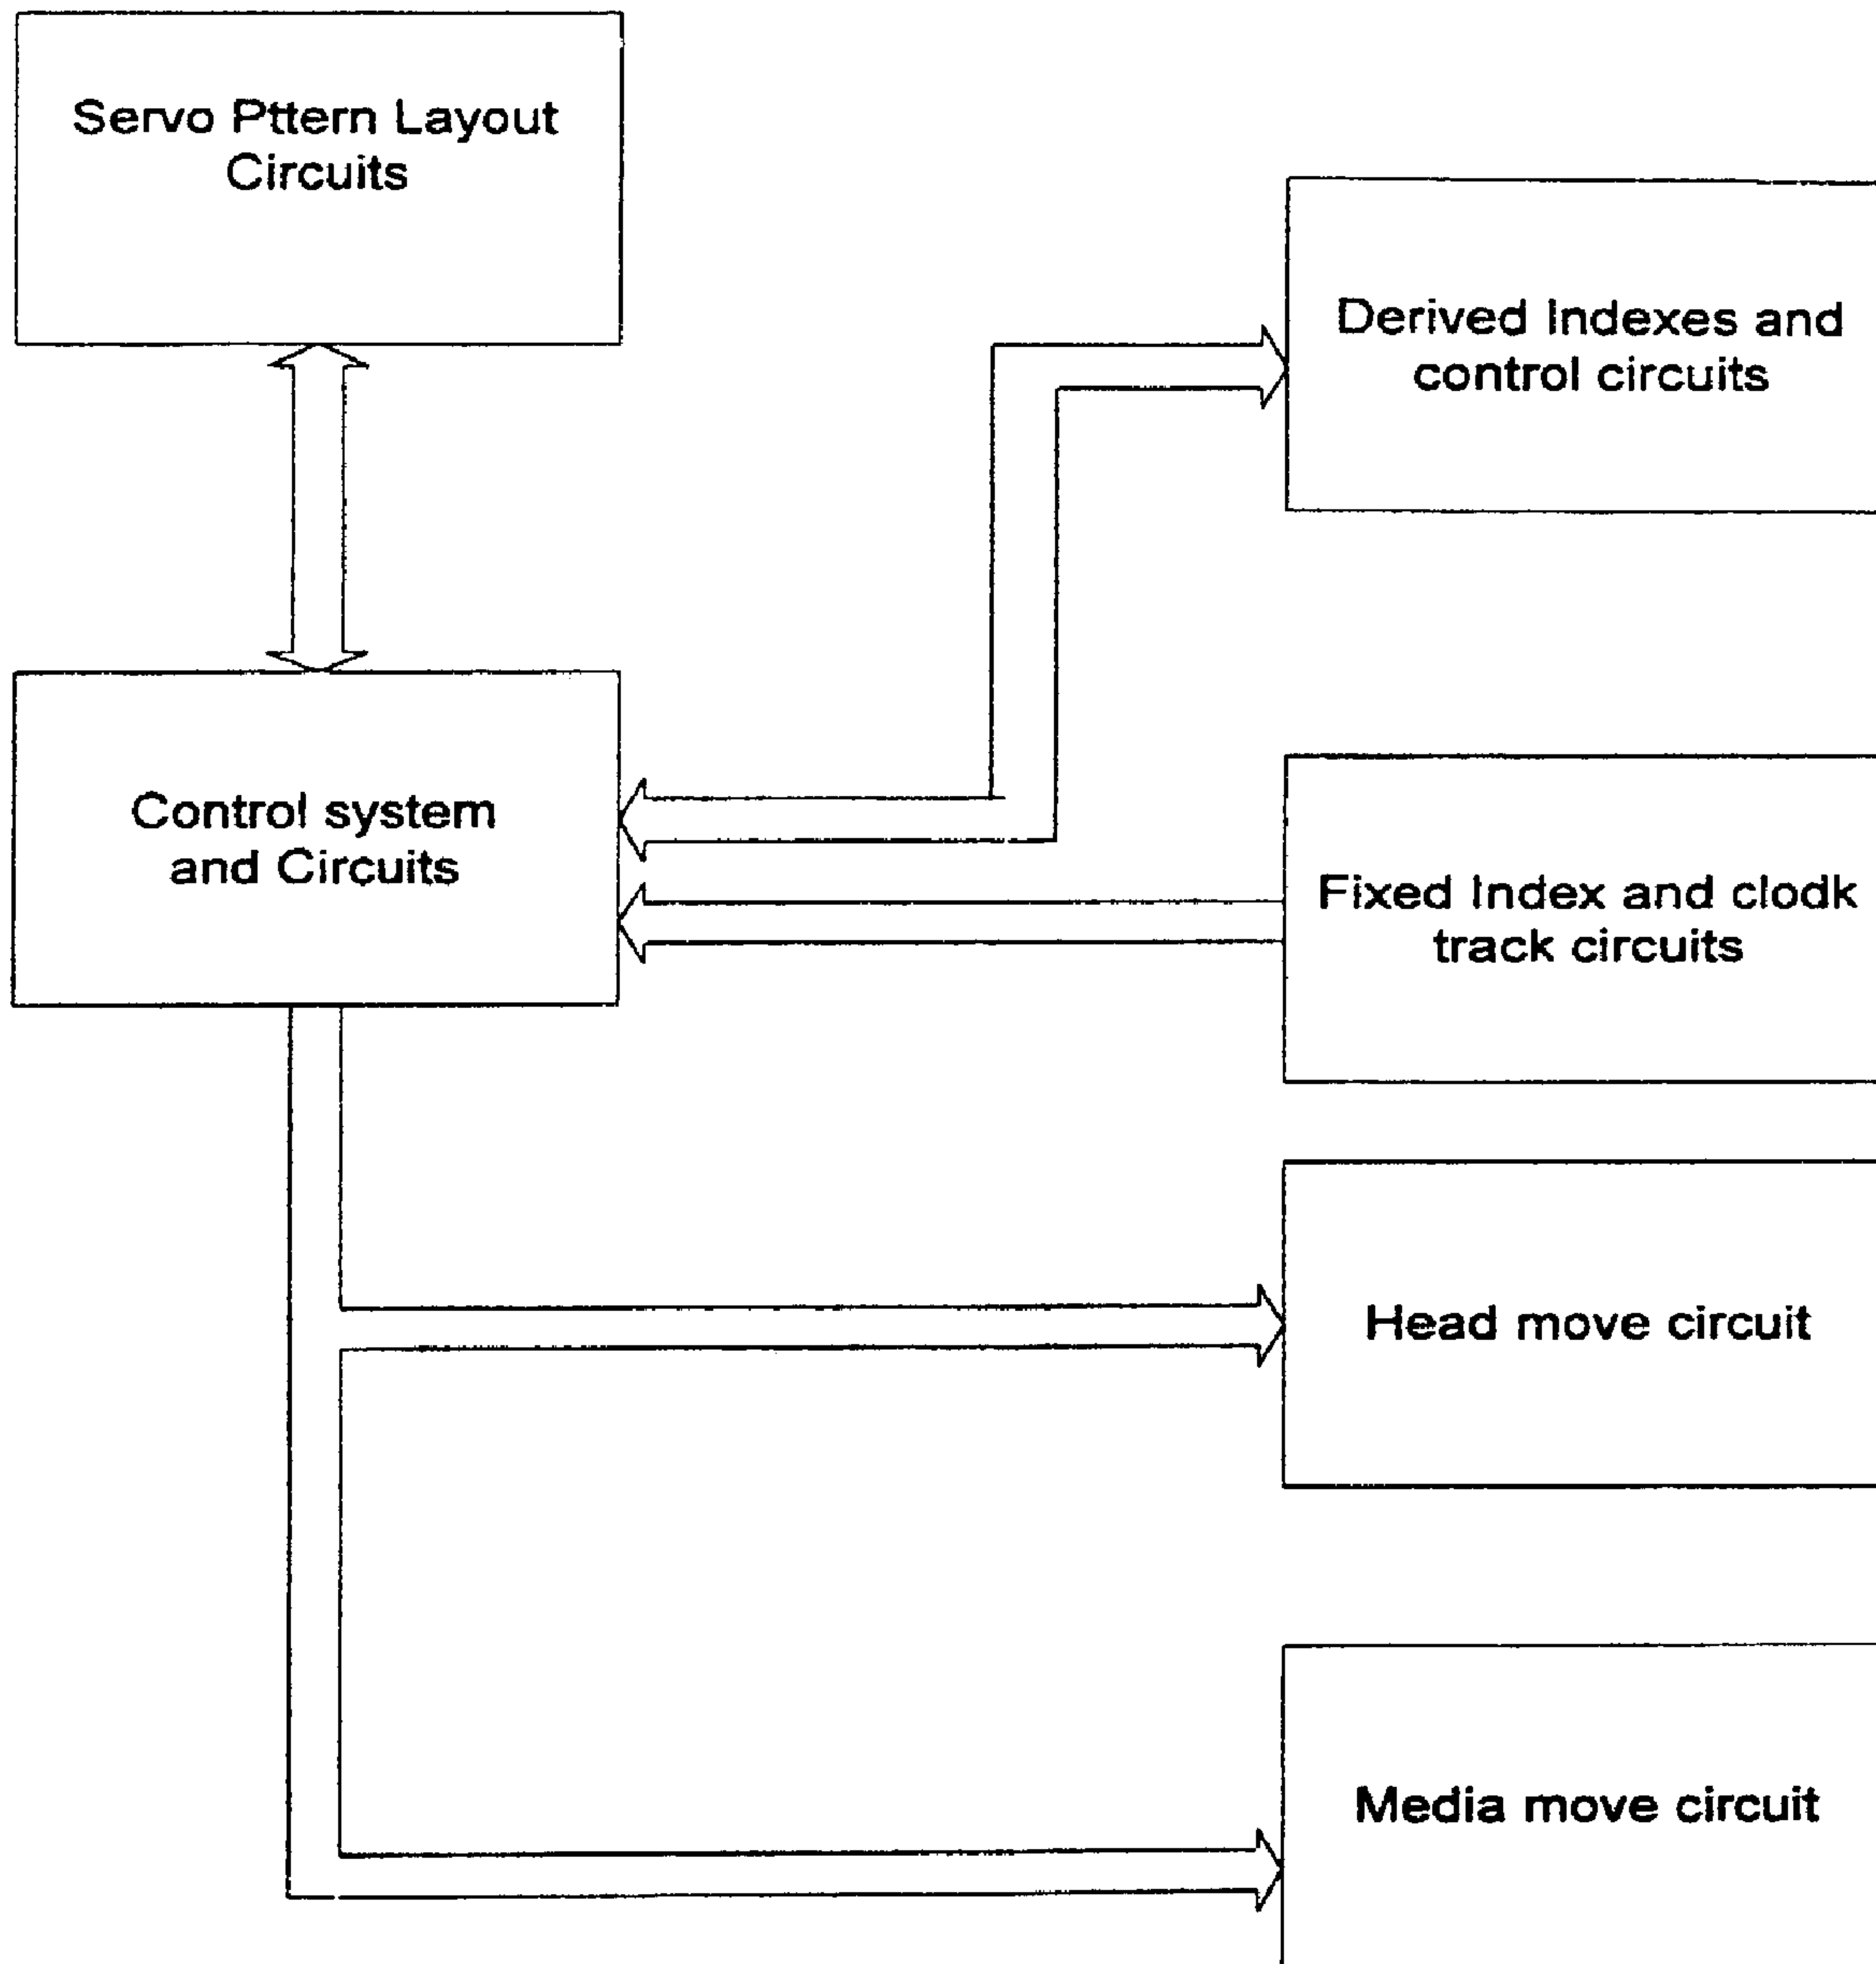 Servo Pttern Layout
Circuits
Derived Indexes and
control circuits
Control system
and Circuits
Fixed Index and clodk
track circuits
Head move circuit
Media move circuit